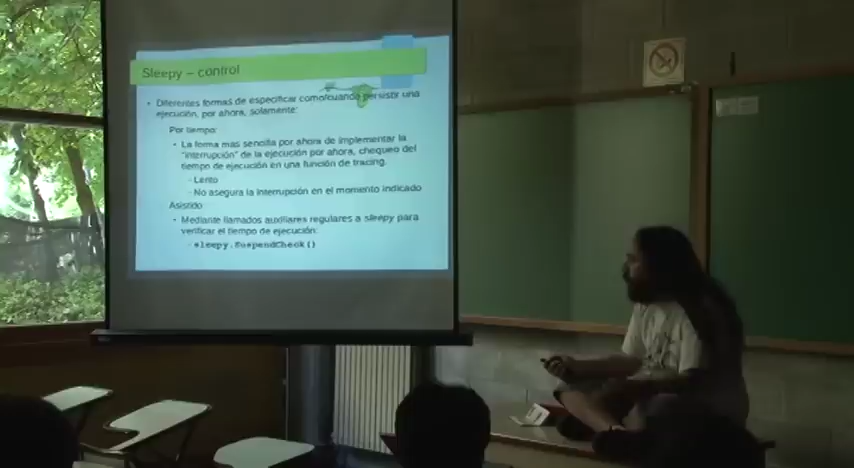 Sleepy – control
• Diferentes formas de especificar como/cuando persistir una
ejecución, por ahora, solamente:
Por tiempo:
• La forma más sencilla por ahora de implementar la
"interrupción" de la ejecución por ahora, chequeo del
tiempo de ejecución en una función de tracing.
- Lento
- No asegura la interrupción en el momento indicado
Asistido
• Mediante llamados auxiliares regulares a sleepy para
verificar el tiempo de ejecución:
- sleepy.SuspendCheck()